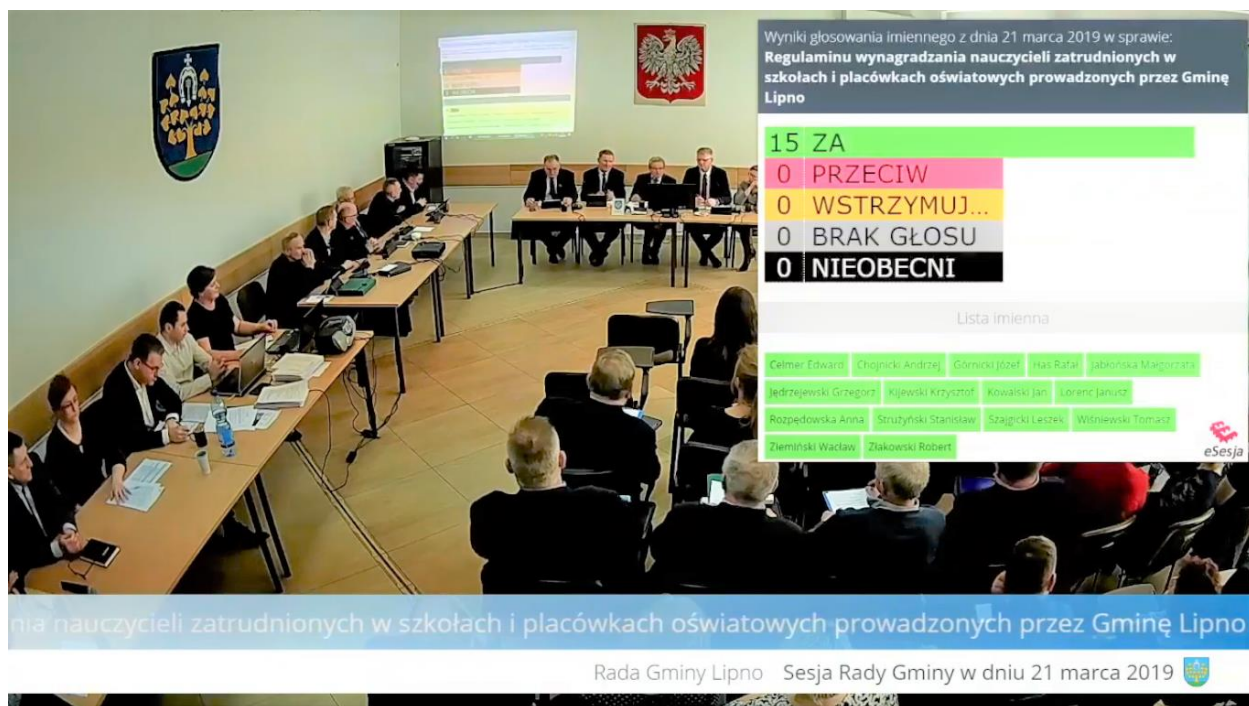 Wyniki głosowania imiennego z dnia 21 marca 2019 w sprawie:
Regulaminu wynagradzania nauczycieli zatrudnionych w
szkołach i placówkach oświatowych prowadzonych przez Gminę
Lipno
15 ZA
0 PRZECIW
0 WSTRZYMUJ...
0 BRAK GŁOSU
0 NIEOBECNI
Lista imienna
Celmer Edward Chojnicki Andrzej Górnicki Józef Has Rafał Jabłońska Małgorzata
Jędrzejewski Grzegorz Kijewski Krzysztof Kowalski Jan Lorenc Janusz
Rozpędowska Anna Strużyński Stanisław Szajgicki Leszek Wiśniewski Tomasz
Ziemiński Wacław Złakowski Robert
eSesja
nia nauczycieli zatrudnionych w szkołach i placówkach oświatowych prowadzonych przez Gminę Lipno
Rada Gminy Lipno Sesja Rady Gminy w dniu 21 marca 2019